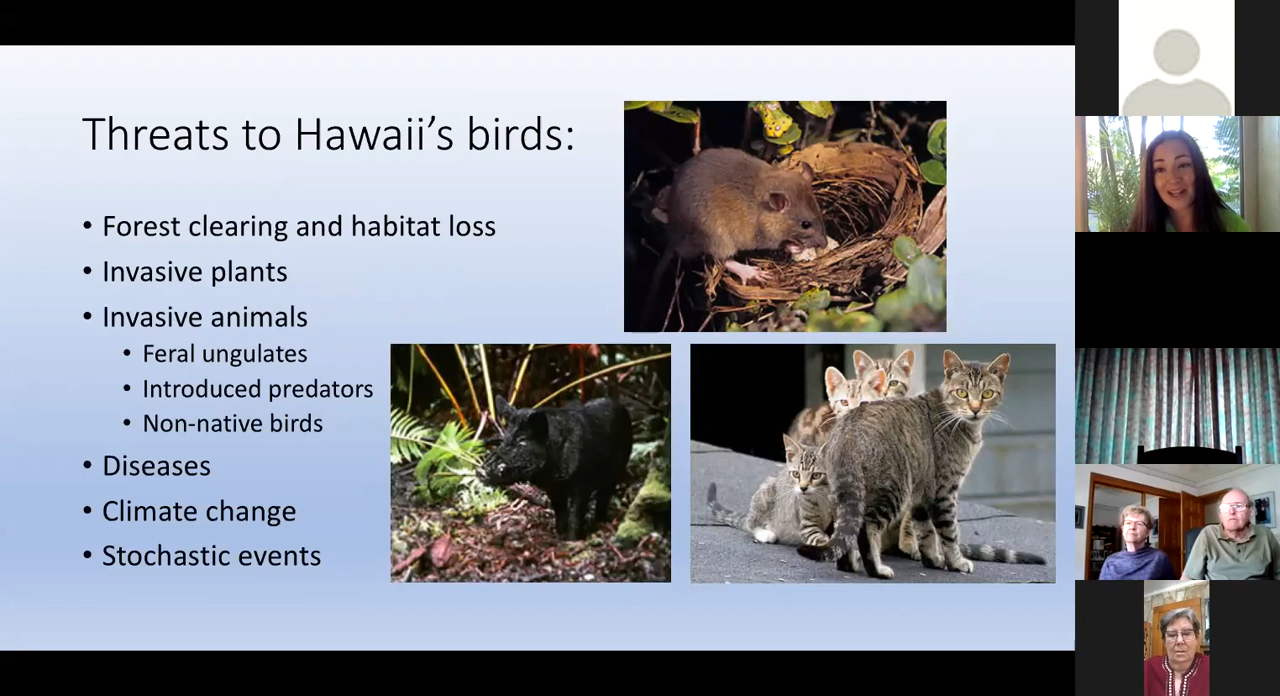 Threats to Hawaii’s birds:
• Forest clearing and habitat loss
• Invasive plants
• Invasive animals
• Feral ungulates
• Introduced predators
• Non-native birds
• Diseases
• Climate change
• Stochastic events